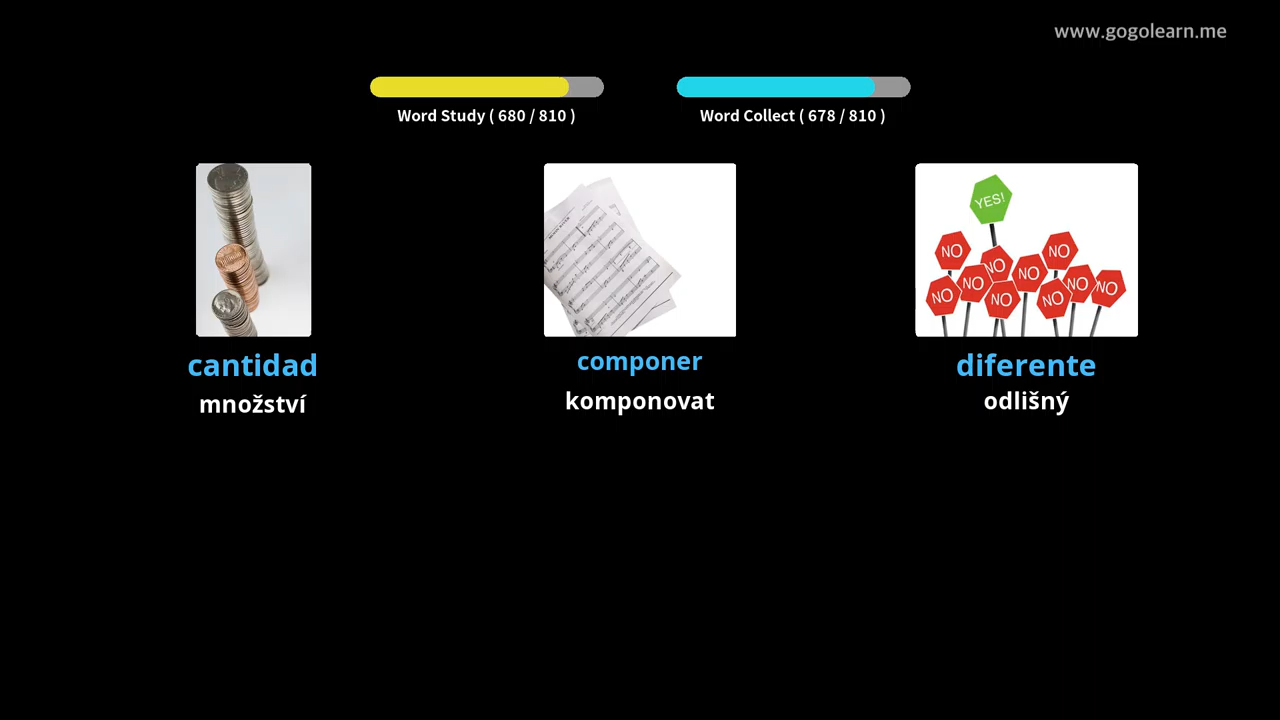 www.gogolearn.me
Word Study ( 680 / 810 )
Word Collect ( 678 / 810 )
YES!
NO
NO
NO
NO
NO
NO
NO
NO
NO
NO
cantidad
množství
componer
komponovat
diferente
odlišný